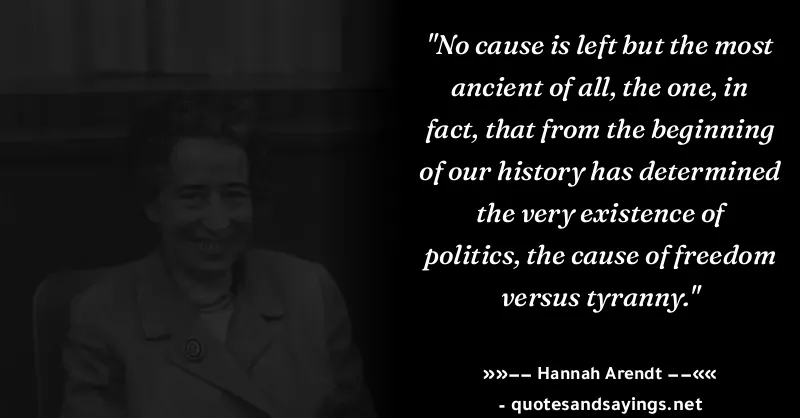 "No cause is left but the most
ancient of all, the one, in
fact, that from the beginning
of our history has determined
the very existence of
politics, the cause of freedom
versus tyranny."
»»–– Hannah Arendt ––««
- quotesandsayings.net